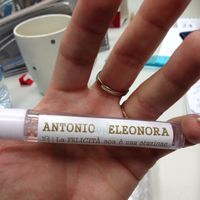 ANTONIO ELEONORA
La FELICITÀ non è una stazione